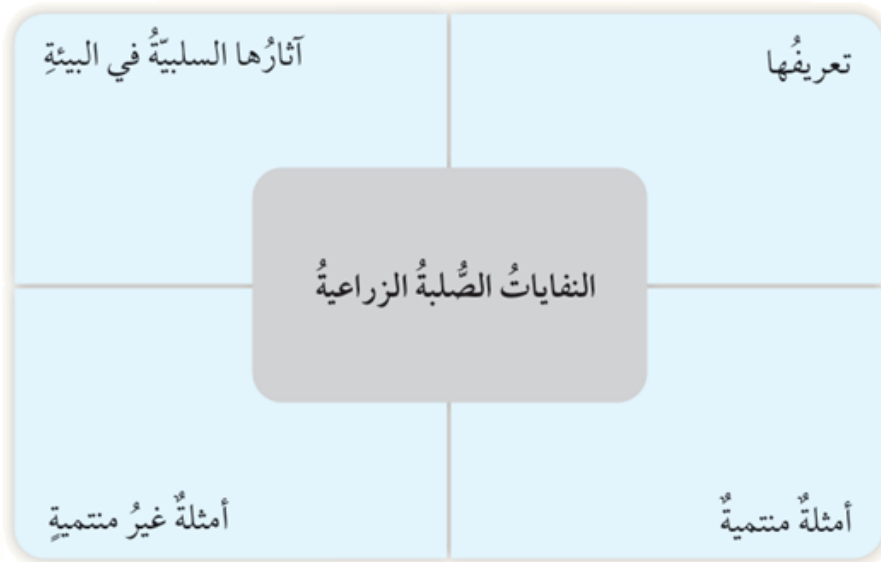 تعريفُها
آثارُها السلبيّةُ في البيئةِ
النفاياتُ الصُّلبةُ الزراعيةُ
أمثلةٌ منتميةٌ
أمثلةٌ غيرُ منتميةٍ